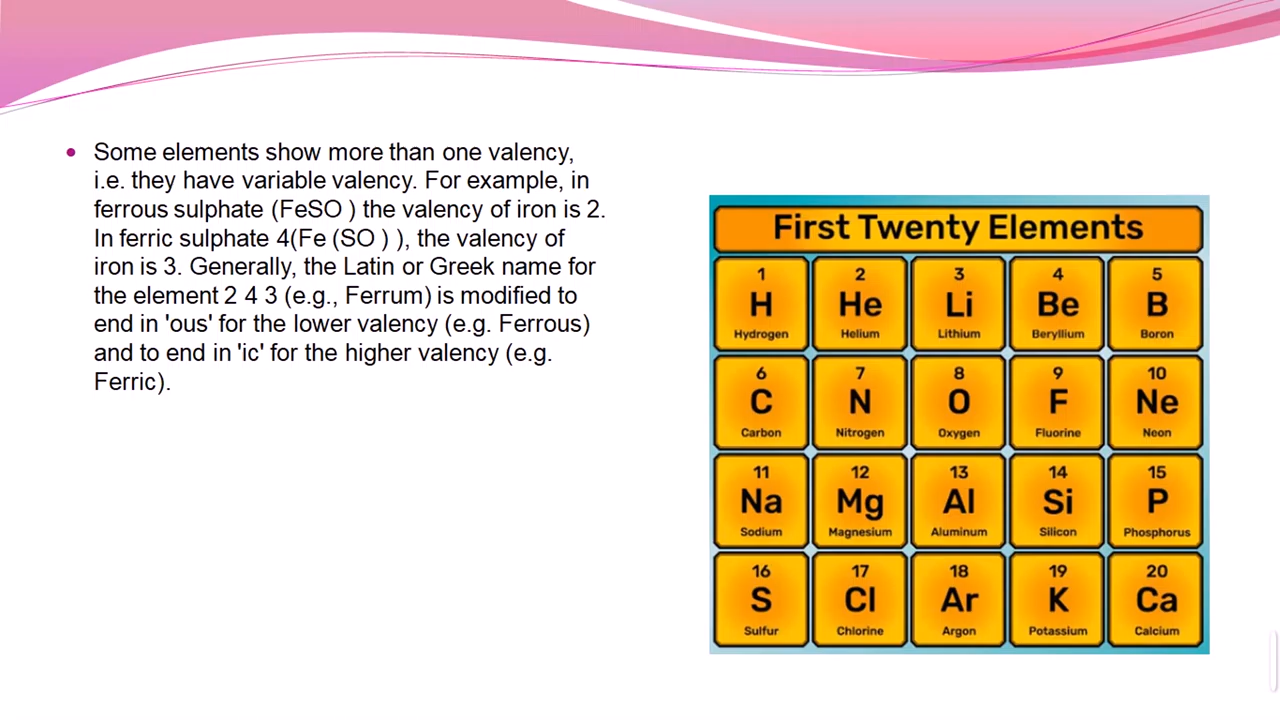 Some elements show more than one valency,
i.e. they have variable valency. For example, in
ferrous sulphate (FeSO ) the valency of iron is 2.
In ferric sulphate 4(Fe (SO ) ), the valency of
iron is 3. Generally, the Latin or Greek name for
the element 2 4 3 (e.g., Ferrum) is modified to
end in 'ous' for the lower valency (e.g. Ferrous)
and to end in 'ic' for the higher valency (e.g.
Ferric).
First Twenty Elements
1 2 3 4 5
H He Li Be B
Hydrogen Helium Lithium Beryllium Boron
6 7 8 9 10
C N O F Ne
Carbon Nitrogen Oxygen Fluorine Neon
11 12 13 14 15
Na Mg Al Si P
Sodium Magnesium Aluminum Silicon Phosphorus
16 17 18 19 20
S Cl Ar K Ca
Sulfur Chlorine Argon Potassium Calcium